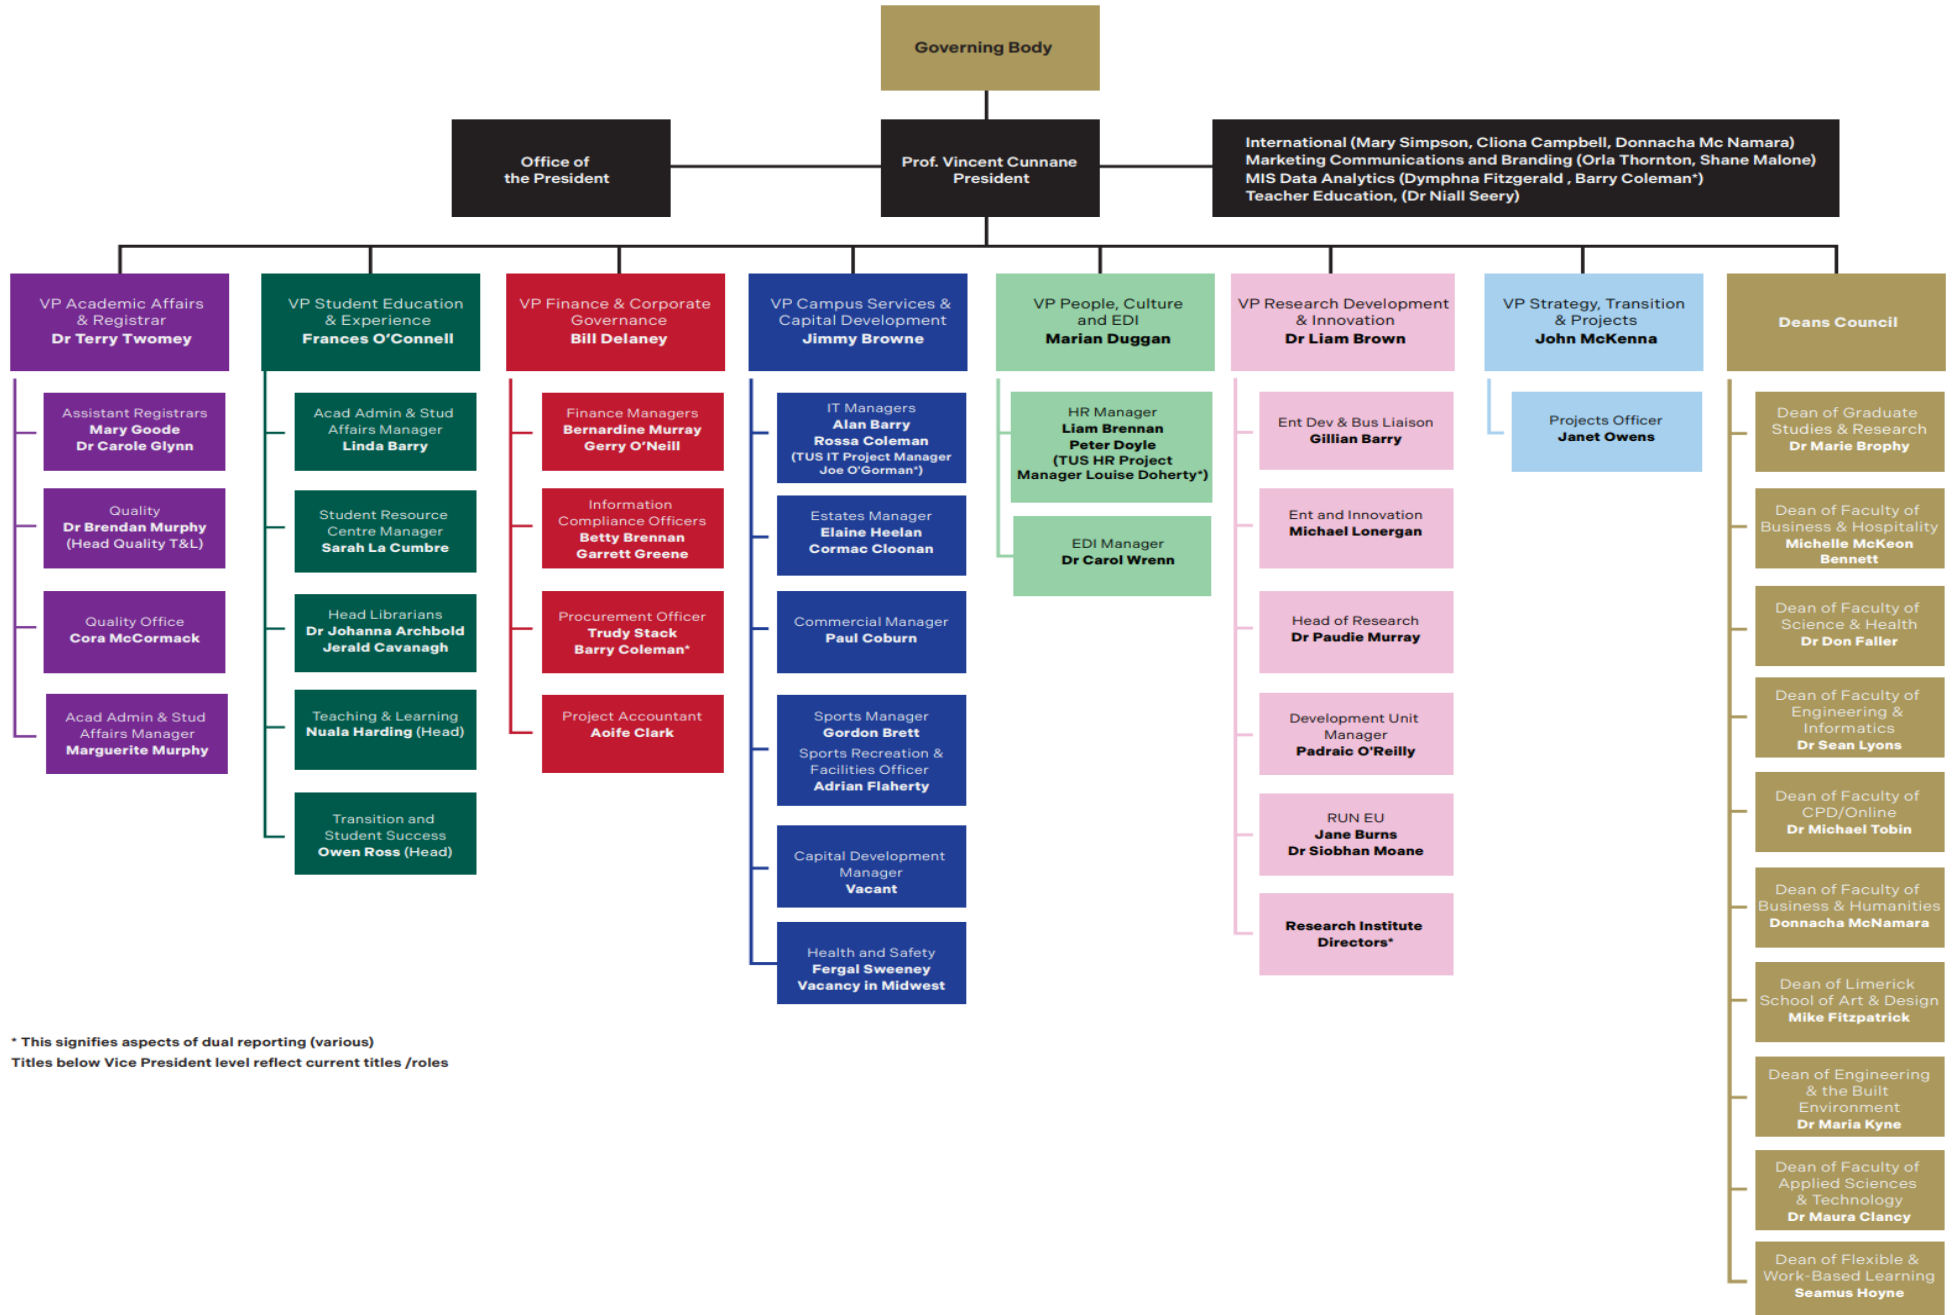 Governing Body
Office of
the President
Prof. Vincent Cunnane
President
International (Mary Simpson, Cliona Campbell, Donnacha Mc Namara)
Marketing Communications and Branding (Orla Thornton, Shane Malone)
MIS Data Analytics (Dymphna Fitzgerald , Barry Coleman*)
Teacher Education, (Dr Niall Seery)
VP Academic Affairs
& Registrar
Dr Terry Twomey
Assistant Registrars
Mary Goode
Dr Carole Glynn
Quality
Dr Brendan Murphy
(Head Quality T&L)
Quality Office
Cora McCormack
Acad Admin & Stud
Affairs Manager
Marguerite Murphy
VP Student Education
& Experience
Frances O'Connell
Acad Admin & Stud
Affairs Manager
Linda Barry
Student Resource
Centre Manager
Sarah La Cumbre
Head Librarians
Dr Johanna Archbold
Jerald Cavanagh
Teaching & Learning
Nuala Harding (Head)
Transition and
Student Success
Owen Ross (Head)
VP Finance & Corporate
Governance
Bill Delaney
Finance Managers
Bernardine Murray
Gerry O'Neill
Information
Compliance Officers
Betty Brennan
Garrett Greene
Procurement Officer
Trudy Stack
Barry Coleman*
Project Accountant
Aoife Clark
VP Campus Services &
Capital Development
Jimmy Browne
IT Managers
Alan Barry
Rossa Coleman
(TUS IT Project Manager
Joe O'Gorman*)
Estates Manager
Elaine Heelan
Cormac Cloonan
Commercial Manager
Paul Coburn
Sports Manager
Gordon Brett
Sports Recreation &
Facilities Officer
Adrian Flaherty
Capital Development
Manager
Vacant
Health and Safety
Fergal Sweeney
Vacancy in Midwest
VP People, Culture
and EDI
Marian Duggan
HR Manager
Liam Brennan
Peter Doyle
(TUS HR Project
Manager Louise Doherty*)
EDI Manager
Dr Carol Wrenn
VP Research Development
& Innovation
Dr Liam Brown
Ent Dev & Bus Liaison
Gillian Barry
Ent and Innovation
Michael Lonergan
Head of Research
Dr Paudie Murray
Development Unit
Manager
Padraic O'Reilly
RUN EU
Jane Burns
Dr Siobhan Moane
Research Institute
Directors*
VP Strategy, Transition
& Projects
John McKenna
Projects Officer
Janet Owens
Deans Council
Dean of Graduate
Studies & Research
Dr Marie Brophy
Dean of Faculty of
Business & Hospitality
Michelle McKeon
Bennett
Dean of Faculty of
Science & Health
Dr Don Faller
Dean of Faculty of
Engineering &
Informatics
Dr Sean Lyons
Dean of Faculty of
CPD/Online
Dr Michael Tobin
Dean of Faculty of
Business & Humanities
Donnacha McNamara
Dean of Limerick
School of Art & Design
Mike Fitzpatrick
Dean of Engineering
& the Built
Environment
Dr Maria Kyne
Dean of Faculty of
Applied Sciences
& Technology
Dr Maura Clancy
Dean of Flexible &
Work-Based Learning
Seamus Hoyne
* This signifies aspects of dual reporting (various)
Titles below Vice President level reflect current titles /roles